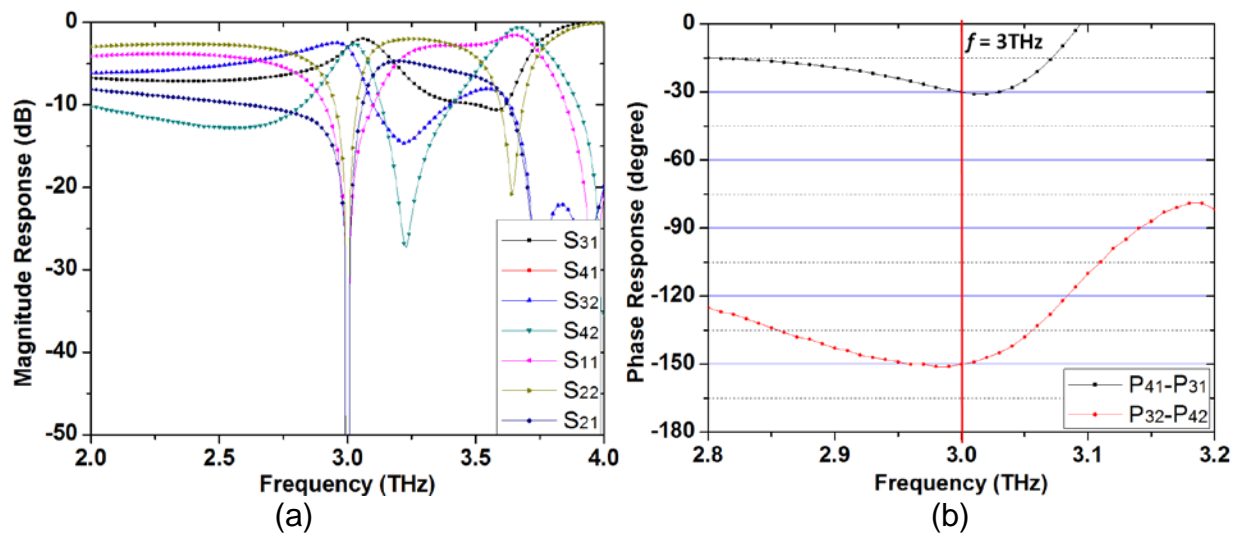 Magnitude Response (dB)
0
-10
-20
-30
-40
-50
2.0
2.5
3.0
3.5
4.0
Frequency (THz)
S31
S41
S32
S42
S11
S22
S21
(a)
Phase Response (degree)
0
-30
-60
-90
-120
-150
-180
2.8
2.9
3.0
3.1
3.2
Frequency (THz)
f = 3THz
P41-P31
P32-P42
(b)